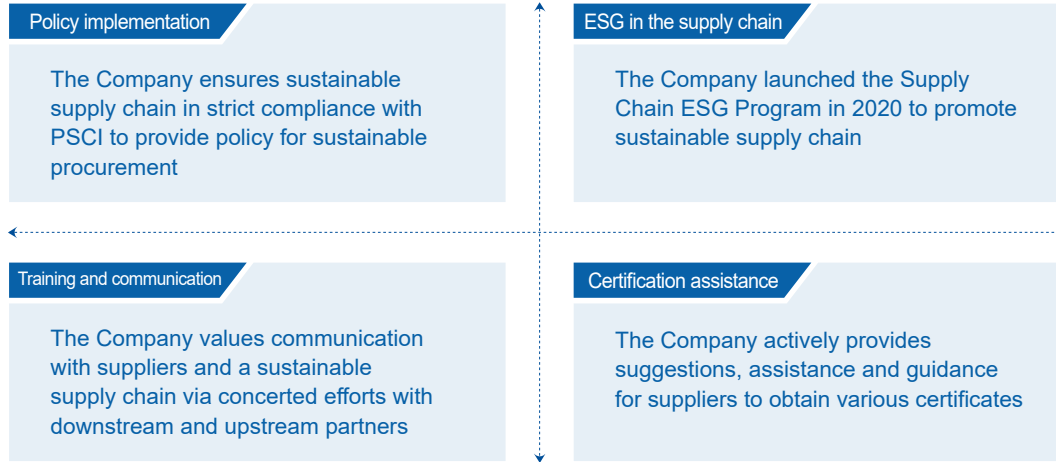 Policy implementation
The Company ensures sustainable
supply chain in strict compliance with
PSCI to provide policy for sustainable
procurement
ESG in the supply chain
The Company launched the Supply
Chain ESG Program in 2020 to promote
sustainable supply chain
Training and communication
The Company values communication
with suppliers and a sustainable
supply chain via concerted efforts with
downstream and upstream partners
Certification assistance
The Company actively provides
suggestions, assistance and guidance
for suppliers to obtain various certificates